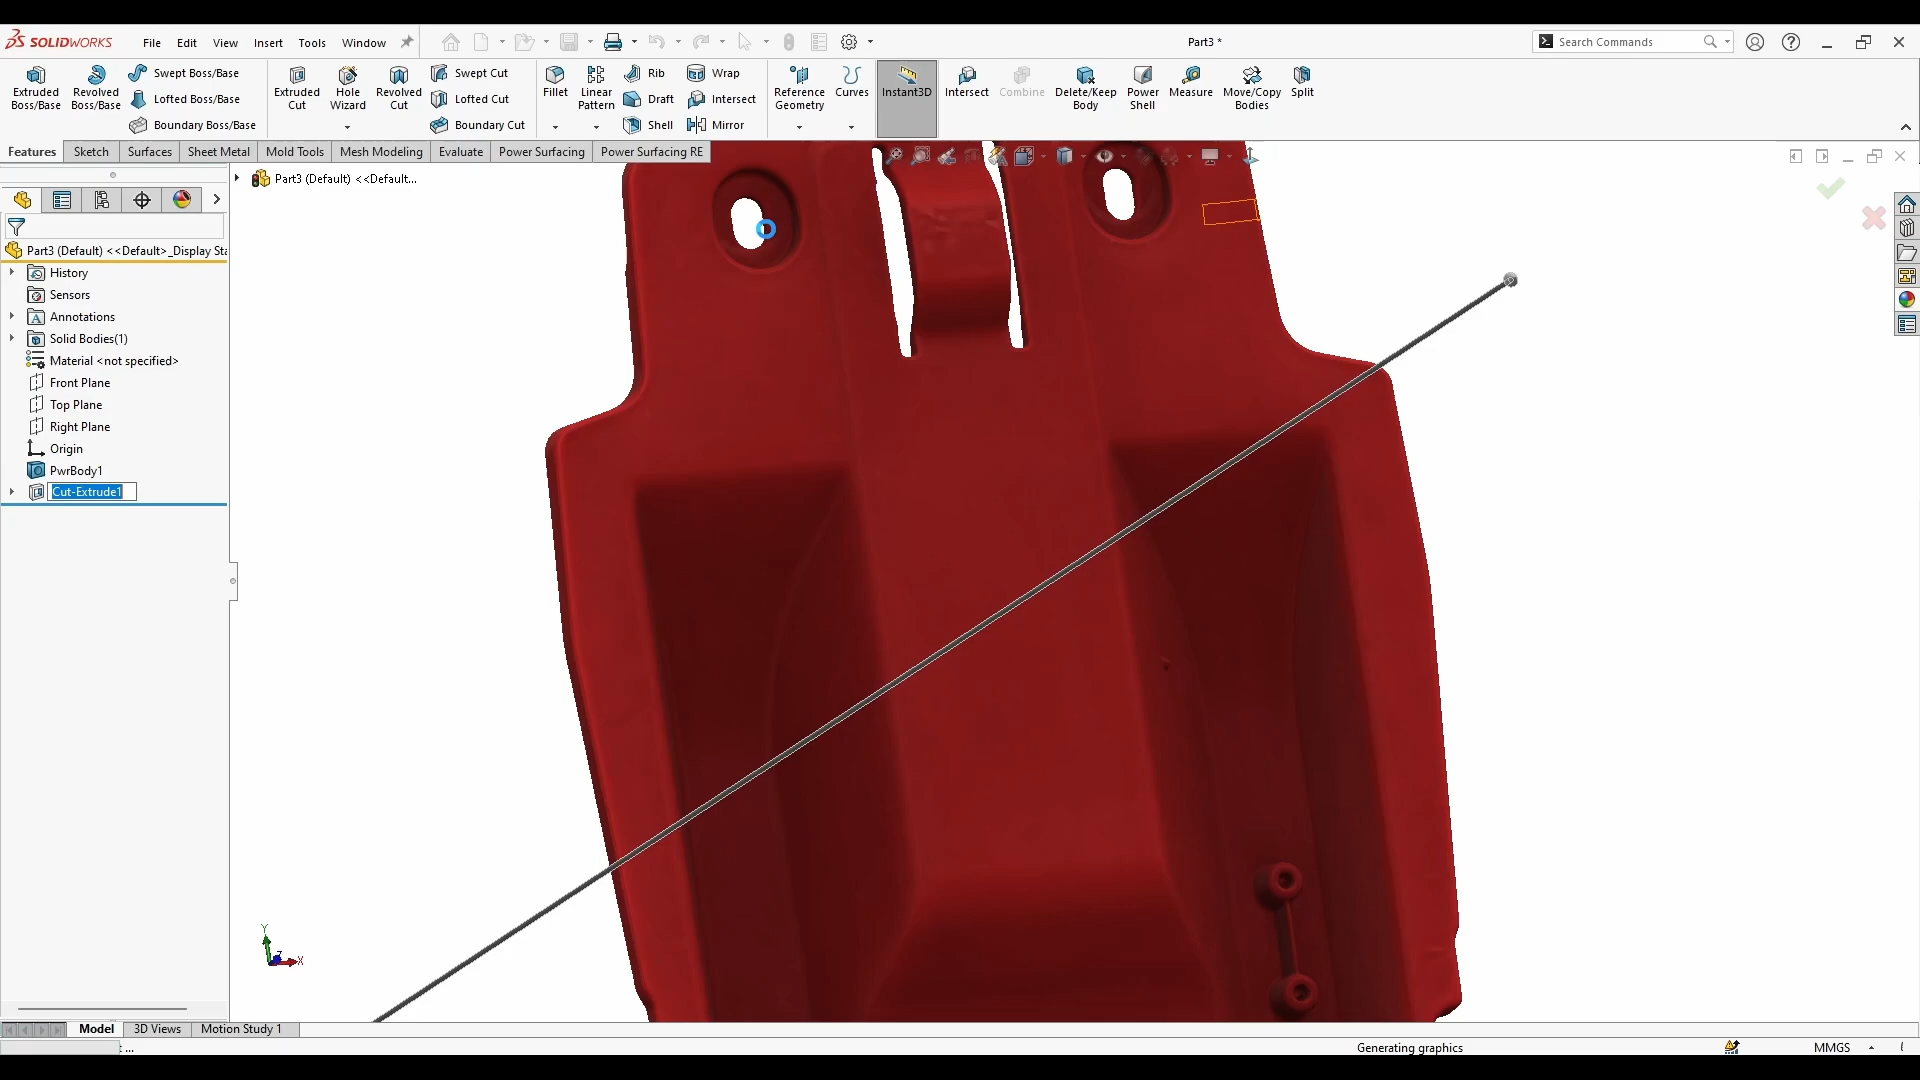 SOLIDWORKS File Edit View Insert Tools Window Part3 * Search Commands
Extruded Boss/Base
Revolved Boss/Base
Swept Boss/Base
Lofted Boss/Base
Boundary Boss/Base
Extruded Cut
Hole Wizard
Revolved Cut
Swept Cut
Lofted Cut
Boundary Cut
Fillet
Linear Pattern
Rib
Draft
Shell
Wrap
Intersect
Mirror
Reference Geometry
Curves
Instant3D
Intersect
Combine
Delete/Keep Body
Power Shell
Measure
Move/Copy Bodies
Split
Features Sketch Surfaces Sheet Metal Mold Tools Mesh Modeling Evaluate Power Surfacing Power Surfacing RE
Part3 (Default) <<Default...
Part3 (Default) <<Default>_Display Sta
History
Sensors
Annotations
Solid Bodies(1)
Material <not specified>
Front Plane
Top Plane
Right Plane
Origin
PwrBody1
Cut-Extrude1
Y
Z
X
Model 3D Views Motion Study 1
: ... Generating graphics MMGS